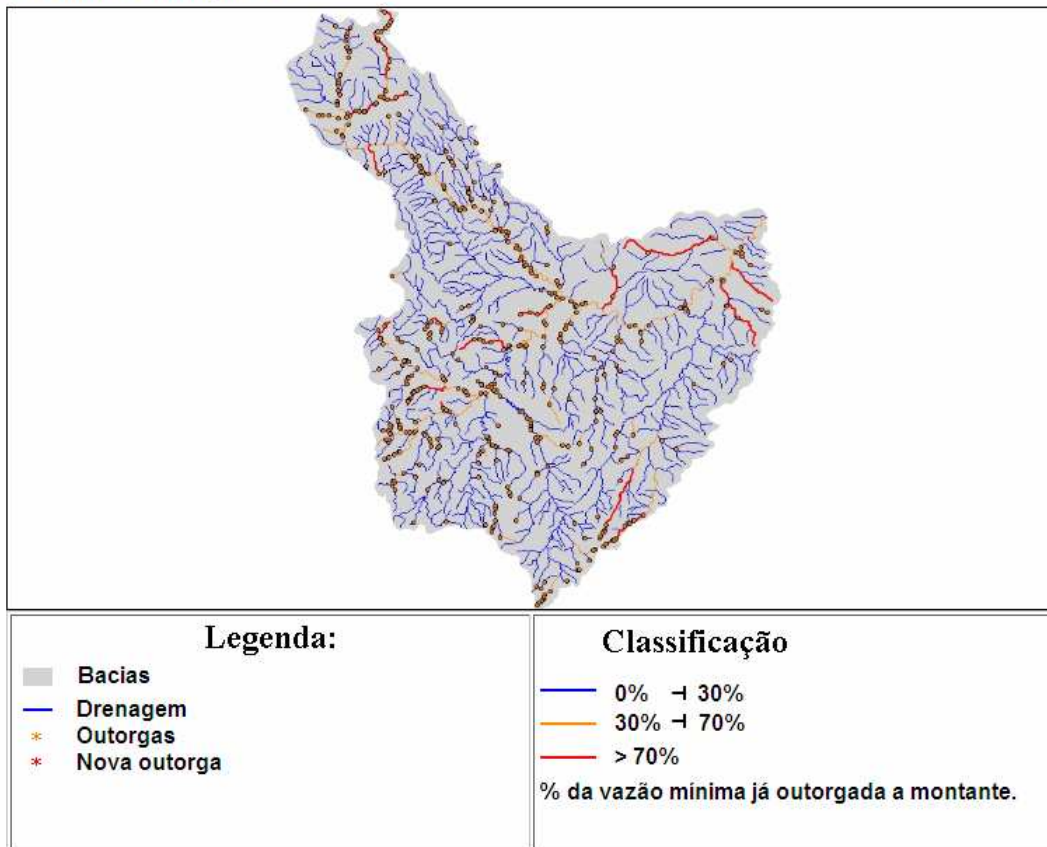 Legenda:
Bacias
Drenagem
* Outorgas
* Nova outorga
Classificação
0% ⊣ 30%
30% ⊣ 70%
> 70%
% da vazão mínima já outorgada a montante.